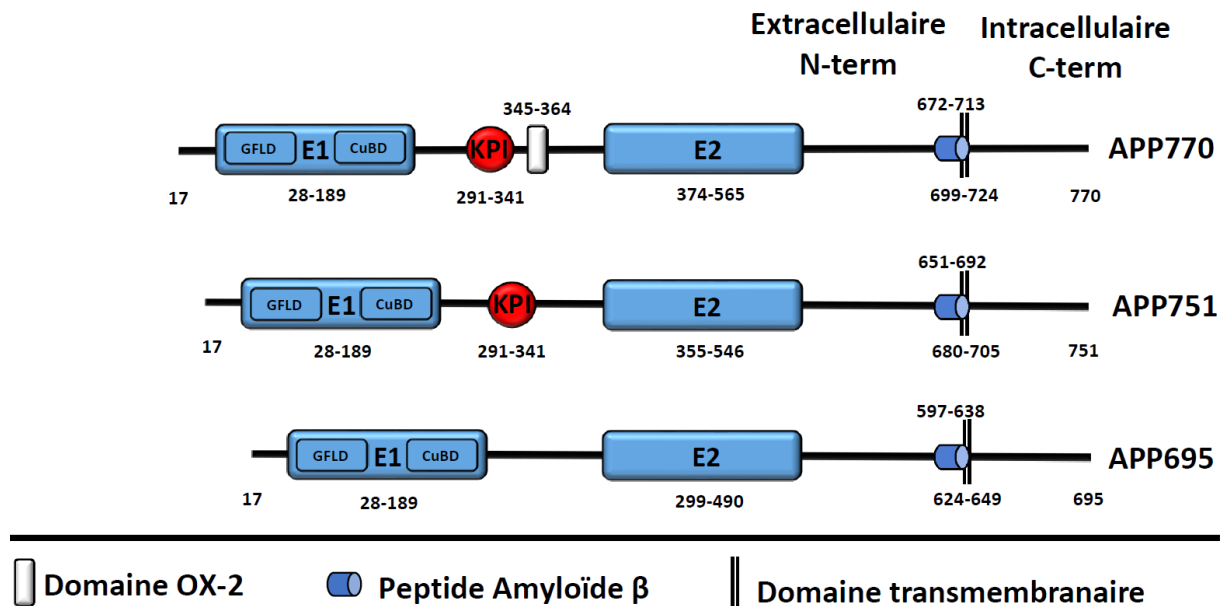 Extracellulaire Intracellulaire
N-term C-term
345-364 672-713
GFLD E1 CuBD KPI E2 APP770
17 28-189 291-341 374-565 699-724 770
651-692
GFLD E1 CuBD KPI E2 APP751
17 28-189 291-341 355-546 680-705 751
597-638
GFLD E1 CuBD E2 APP695
17 28-189 299-490 624-649 695
Domaine OX-2 Peptide Amyloïde β Domaine transmembranaire